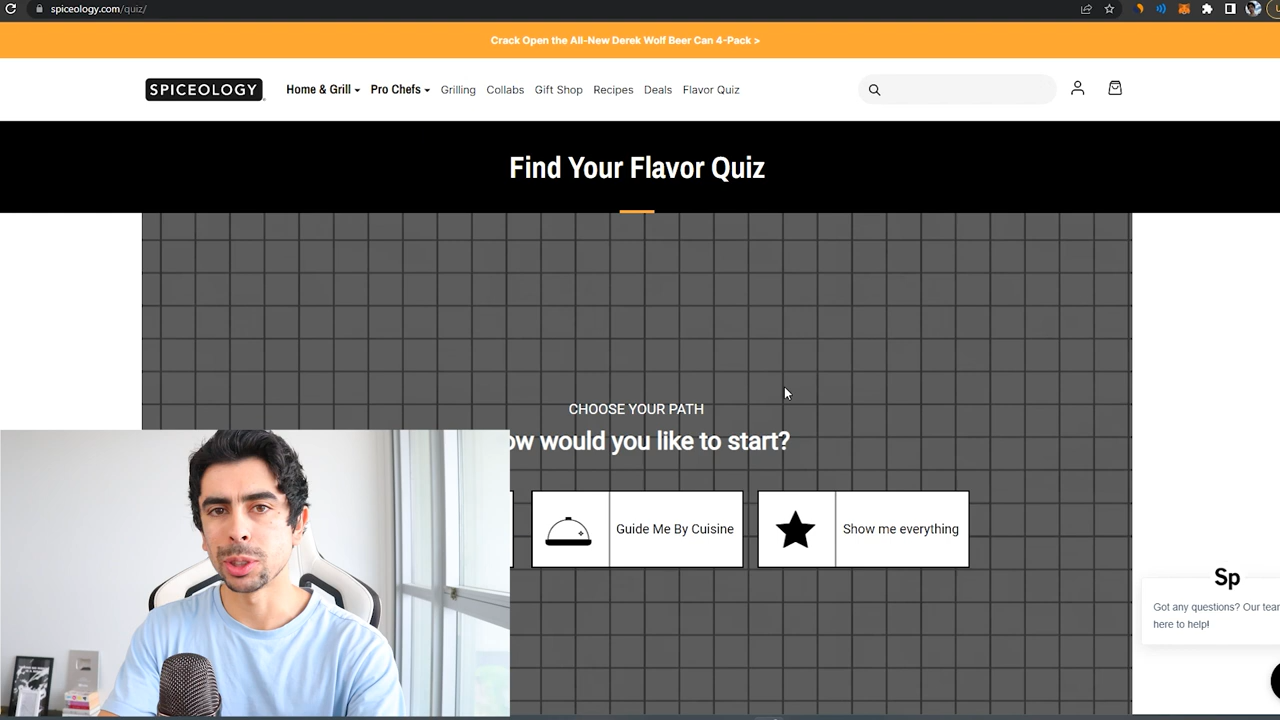 spiceology.com/quiz/
Crack Open the All-New Derek Wolf Beer Can 4-Pack >
SPICEOLOGY
Home & Grill
Pro Chefs
Grilling
Collabs
Gift Shop
Recipes
Deals
Flavor Quiz
Find Your Flavor Quiz
CHOOSE YOUR PATH
ow would you like to start?
Guide Me By Cuisine
Show me everything
Sp
Got any questions? Our tea
here to help!